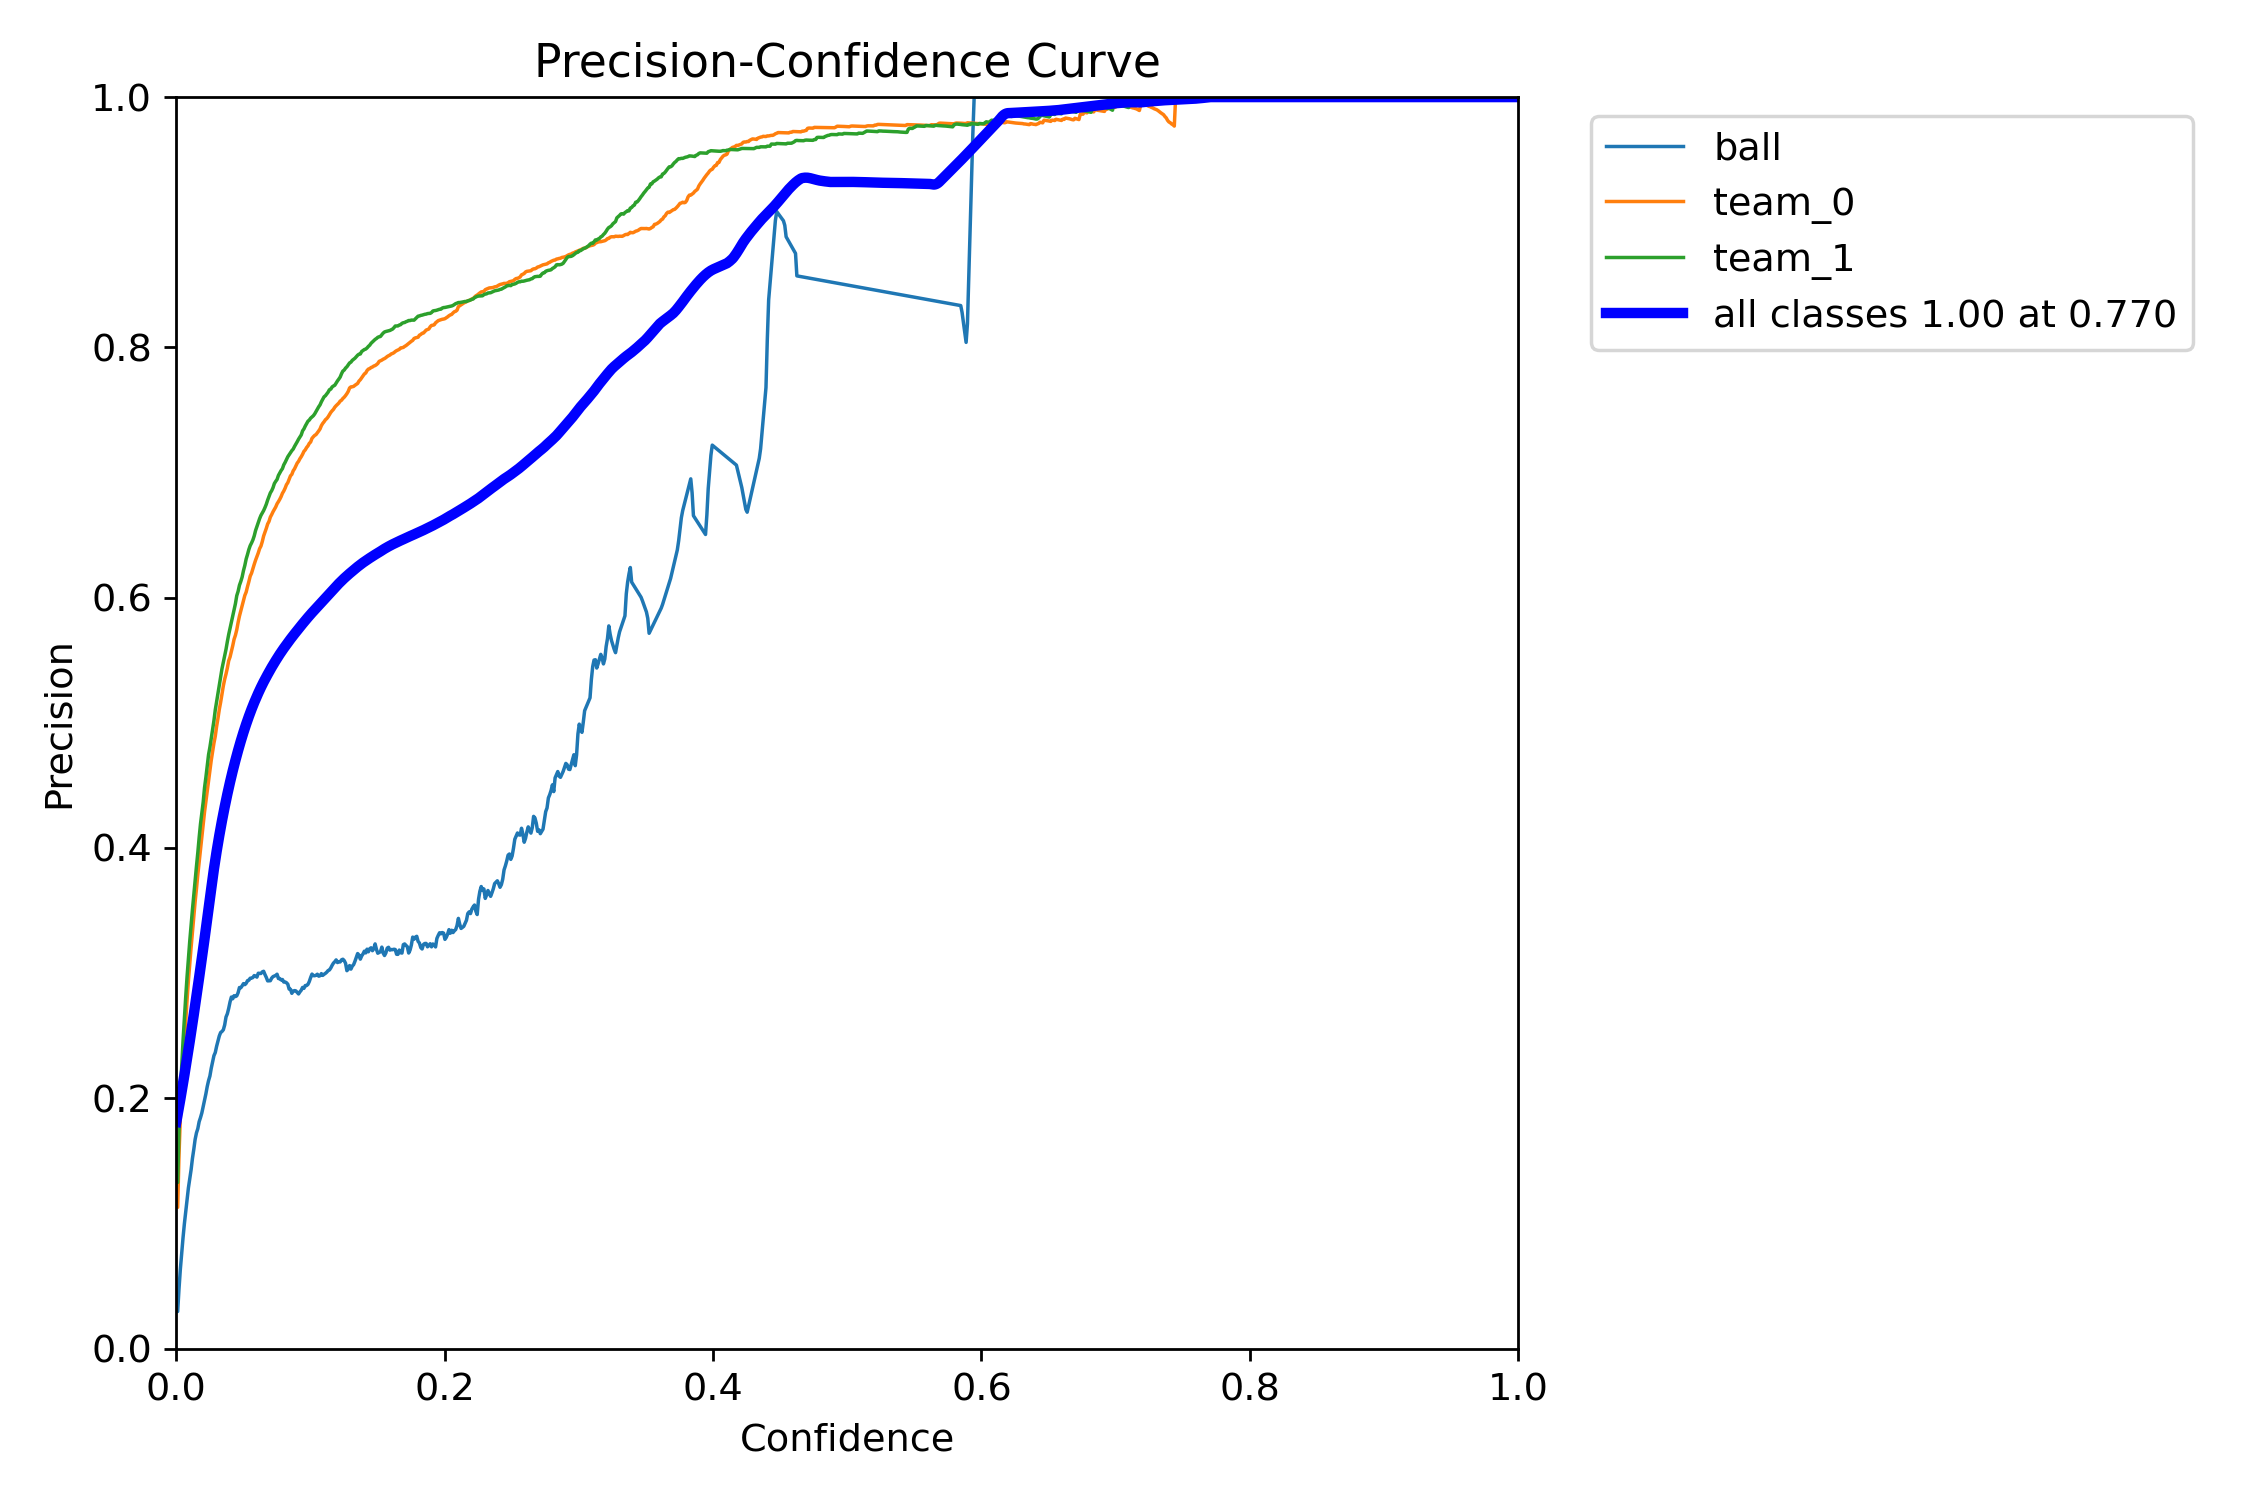 Precision-Confidence Curve
1.0
0.8
0.6
0.4
0.2
0.0
Precision
0.0 0.2 0.4 0.6 0.8 1.0
Confidence
ball
team_0
team_1
all classes 1.00 at 0.770